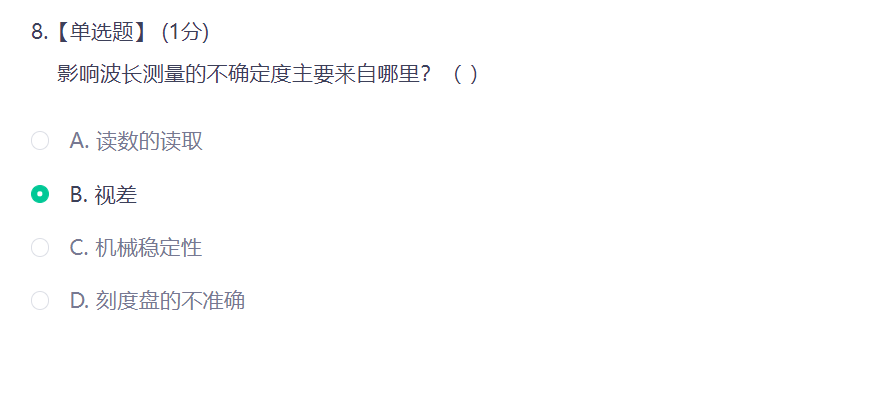 8.【单选题】 (1分)
影响波长测量的不确定度主要来自哪里？ （ ）
A. 读数的读取
B. 视差
C. 机械稳定性
D. 刻度盘的不准确